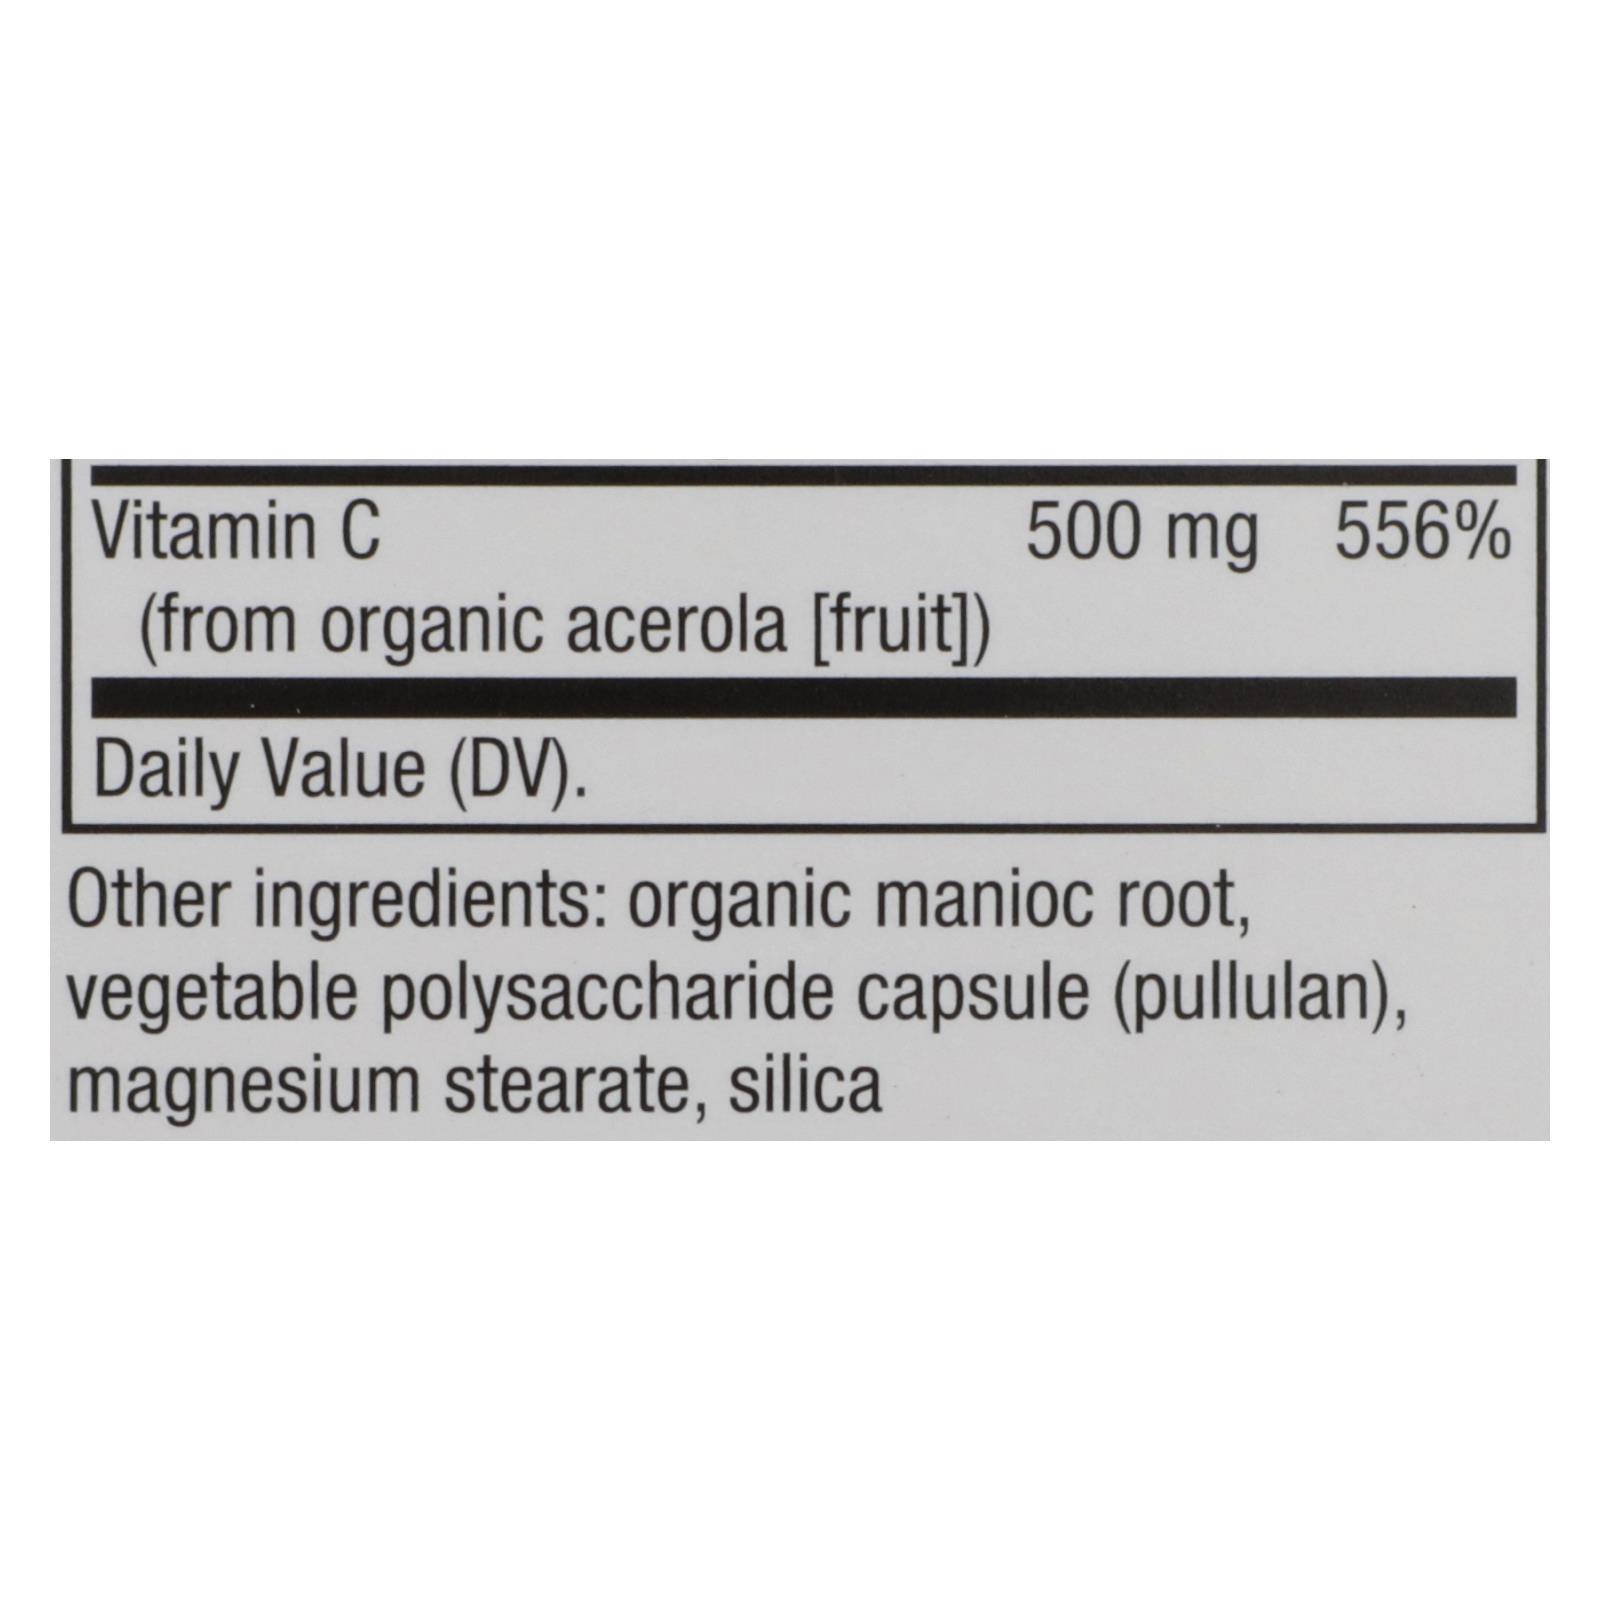 Vitamin C 500 mg 556%
(from organic acerola [fruit])
Daily Value (DV).
Other ingredients: organic manioc root,
vegetable polysaccharide capsule (pullulan),
magnesium stearate, silica